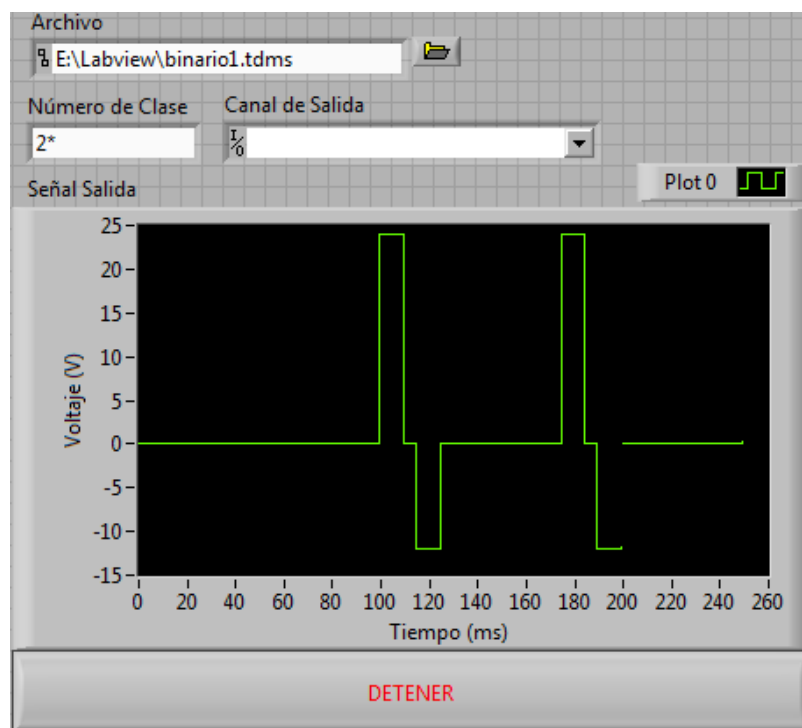 Archivo
E:\Labview\binario1.tdms
Número de Clase Canal de Salida
2*
I/0
Señal Salida
Plot 0
25
20
15
10
5
0
-5
-10
-15
Voltaje (V)
0 20 40 60 80 100 120 140 160 180 200 220 240 260
Tiempo (ms)
DETENER